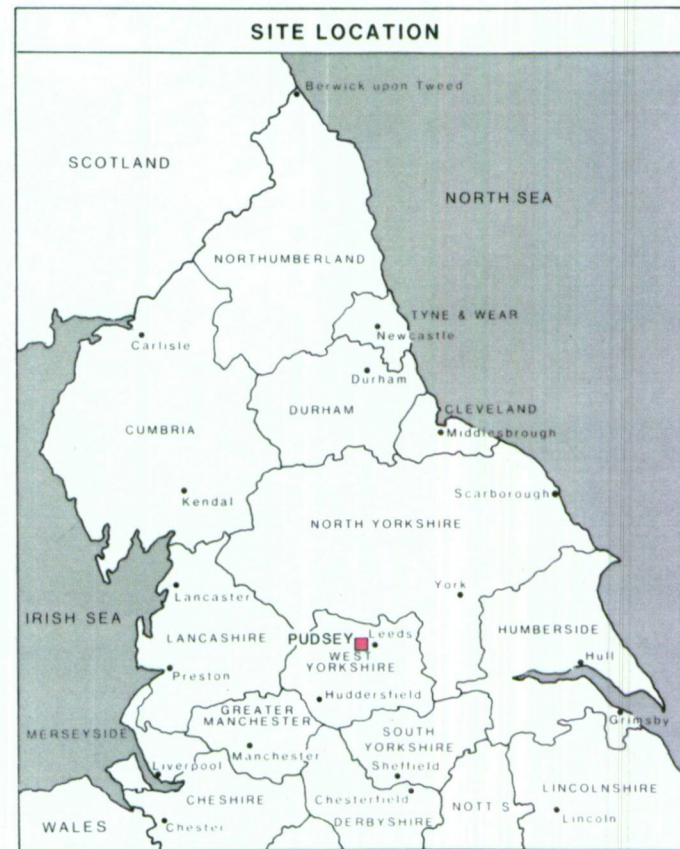 SITE LOCATION
Berwick upon Tweed
SCOTLAND
NORTH SEA
NORTHUMBERLAND
TYNE & WEAR
Newcastle
Carlisle
Durham
DURHAM
CLEVELAND
Middlesbrough
CUMBRIA
Kendal
Scarborough
NORTH YORKSHIRE
Lancaster
York
IRISH SEA
LANCASHIRE
PUDSEY
Leeds
WEST
YORKSHIRE
HUMBERSIDE
Hull
Preston
Huddersfield
GREATER
MANCHESTER
Grimsby
MERSEYSIDE
SOUTH
YORKSHIRE
Manchester
Liverpool
Sheffield
CHESHIRE
Chesterfield
NOTT S
LINCOLNSHIRE
Lincoln
WALES
Chester
DERBYSHIRE